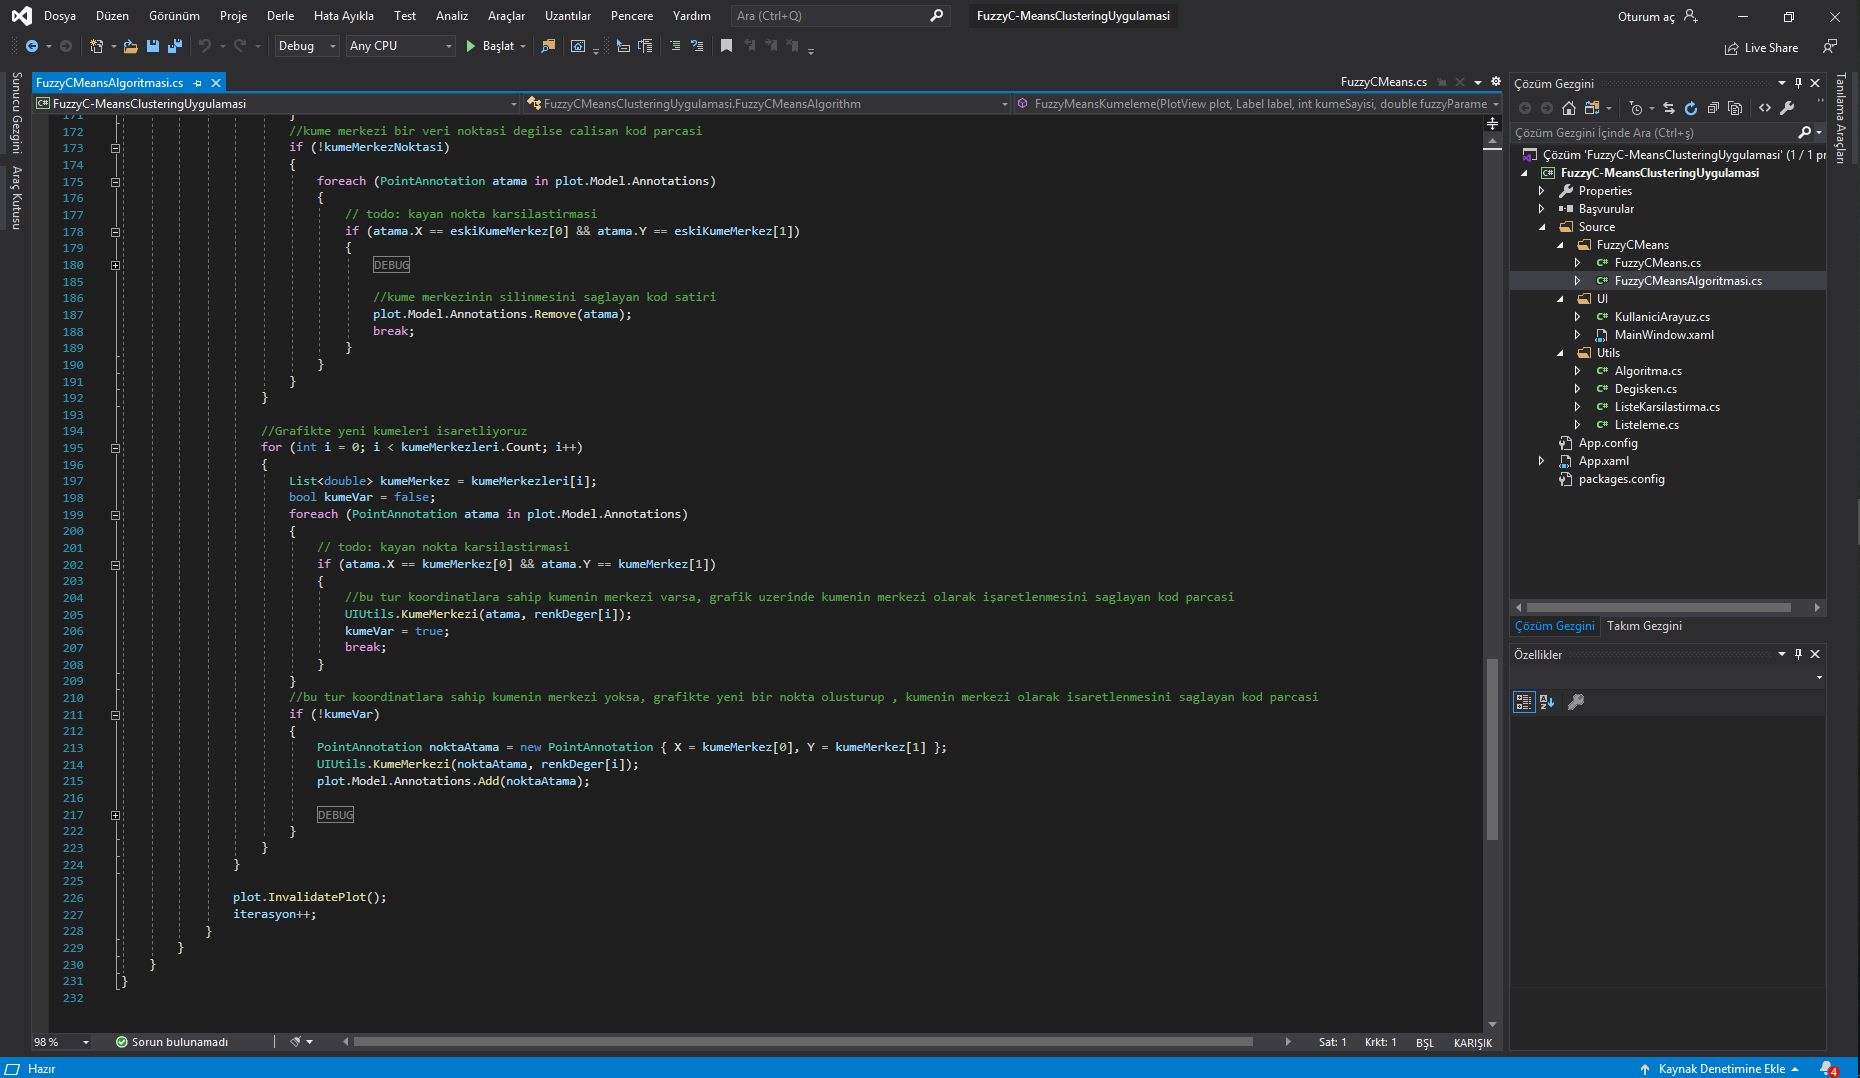 Dosya Düzen Görünüm Proje Derle Hata Ayıkla Test Analiz Araçlar Uzantılar Pencere Yardım Ara (Ctrl+Q) FuzzyC-MeansClusteringUygulamasi Oturum aç
Debug Any CPU Başlat Live Share
Sunucu Gezgini
Araç Kutusu
FuzzyCMeansAlgoritmasi.cs FuzzyCMeans.cs
C# FuzzyC-MeansClusteringUygulamasi FuzzyCMeansClusteringUygulamasi.FuzzyCMeansAlgorithm FuzzyMeansKumeleme(PlotView plot, Label label, int kumeSayisi, double fuzzyParame
171 }
172 //kume merkezi bir veri noktasi degilse calisan kod parcasi
173 if (!kumeMerkezNoktasi)
174 {
175 foreach (PointAnnotation atama in plot.Model.Annotations)
176 {
177 // todo: kayan nokta karsilastirmasi
178 if (atama.X == eskiKumeMerkez[0] && atama.Y == eskiKumeMerkez[1])
179 {
180 DEBUG
185
186 //kume merkezinin silinmesini saglayan kod satiri
187 plot.Model.Annotations.Remove(atama);
188 break;
189 }
190 }
191 }
192 }
193
194 //Grafikte yeni kumeleri isaretliyoruz
195 for (int i = 0; i < kumeMerkezleri.Count; i++)
196 {
197 List<double> kumeMerkez = kumeMerkezleri[i];
198 bool kumeVar = false;
199 foreach (PointAnnotation atama in plot.Model.Annotations)
200 {
201 // todo: kayan nokta karsilastirmasi
202 if (atama.X == kumeMerkez[0] && atama.Y == kumeMerkez[1])
203 {
204 //bu tur koordinatlara sahip kumenin merkezi varsa, grafik uzerinde kumenin merkezi olarak işaretlenmesini saglayan kod parcasi
205 UIUtils.KumeMerkezi(atama, renkDeger[i]);
206 kumeVar = true;
207 break;
208 }
209 }
210 //bu tur koordinatlara sahip kumenin merkezi yoksa, grafikte yeni bir nokta olusturup , kumenin merkezi olarak isaretlenmesini saglayan kod parcasi
211 if (!kumeVar)
212 {
213 PointAnnotation noktaAtama = new PointAnnotation { X = kumeMerkez[0], Y = kumeMerkez[1] };
214 UIUtils.KumeMerkezi(noktaAtama, renkDeger[i]);
215 plot.Model.Annotations.Add(noktaAtama);
216
217 DEBUG
222 }
223 }
224 }
225
226 plot.InvalidatePlot();
227 iterasyon++;
228 }
229 }
230 }
231 }
232
98 % Sorun bulunamadı Sat: 1 Krkt: 1 BŞL KARIŞIK
Çözüm Gezgini
Çözüm Gezgini İçinde Ara (Ctrl+ş)
Çözüm 'FuzzyC-MeansClusteringUygulamasi' (1 / 1 pr
C# FuzzyC-MeansClusteringUygulamasi
Properties
Başvurular
Source
FuzzyCMeans
C# FuzzyCMeans.cs
C# FuzzyCMeansAlgoritmasi.cs
UI
C# KullaniciArayuz.cs
MainWindow.xaml
Utils
C# Algoritma.cs
C# Degisken.cs
C# ListeKarsilastirma.cs
C# Listeleme.cs
App.config
App.xaml
packages.config
Çözüm Gezgini Takım Gezgini
Özellikler
Tanılama Araçları
Hazır Kaynak Denetimine Ekle 4